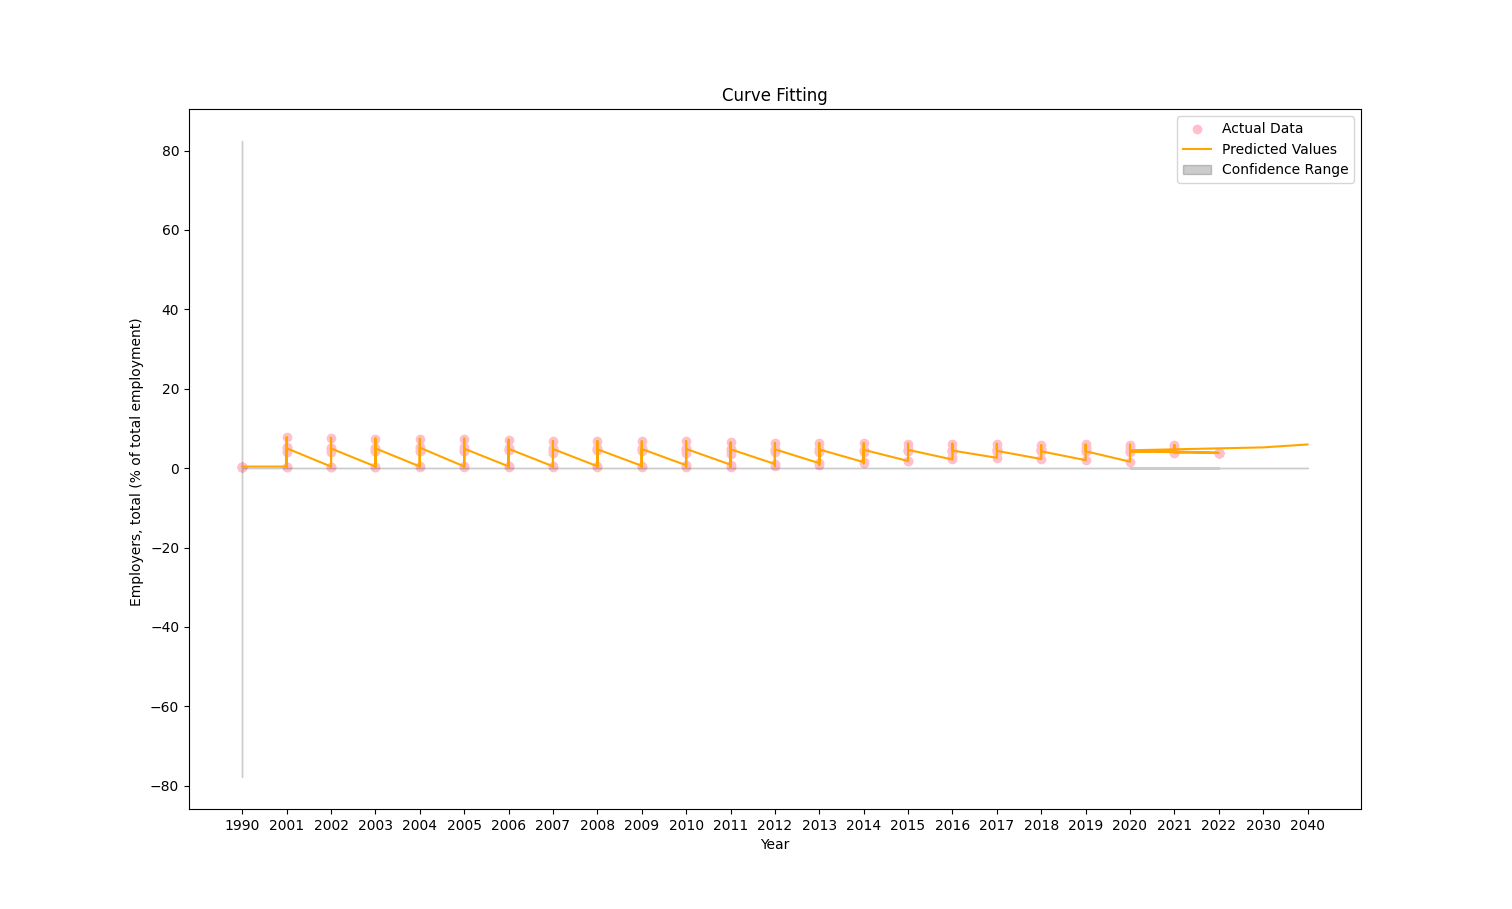 Curve Fitting
Actual Data
Predicted Values
Confidence Range
80
60
40
20
0
−20
−40
−60
−80
Employers, total (% of total employment)
1990 2001 2002 2003 2004 2005 2006 2007 2008 2009 2010 2011 2012 2013 2014 2015 2016 2017 2018 2019 2020 2021 2022 2030 2040
Year